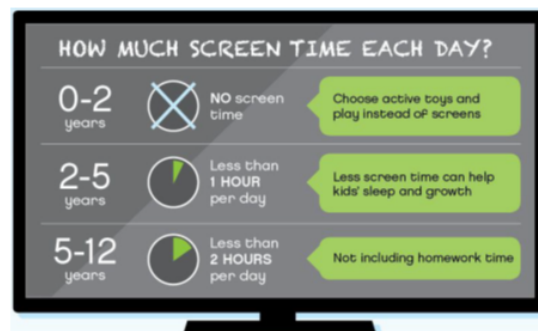 HOW MUCH SCREEN TIME EACH DAY?
0-2
years
NO screen
time
Choose active toys and
play instead of screens
2-5
years
Less than
1 HOUR
per day
Less screen time can help
kids' sleep and growth
5-12
years
Less than
2 HOURS
per day
Not including homework time